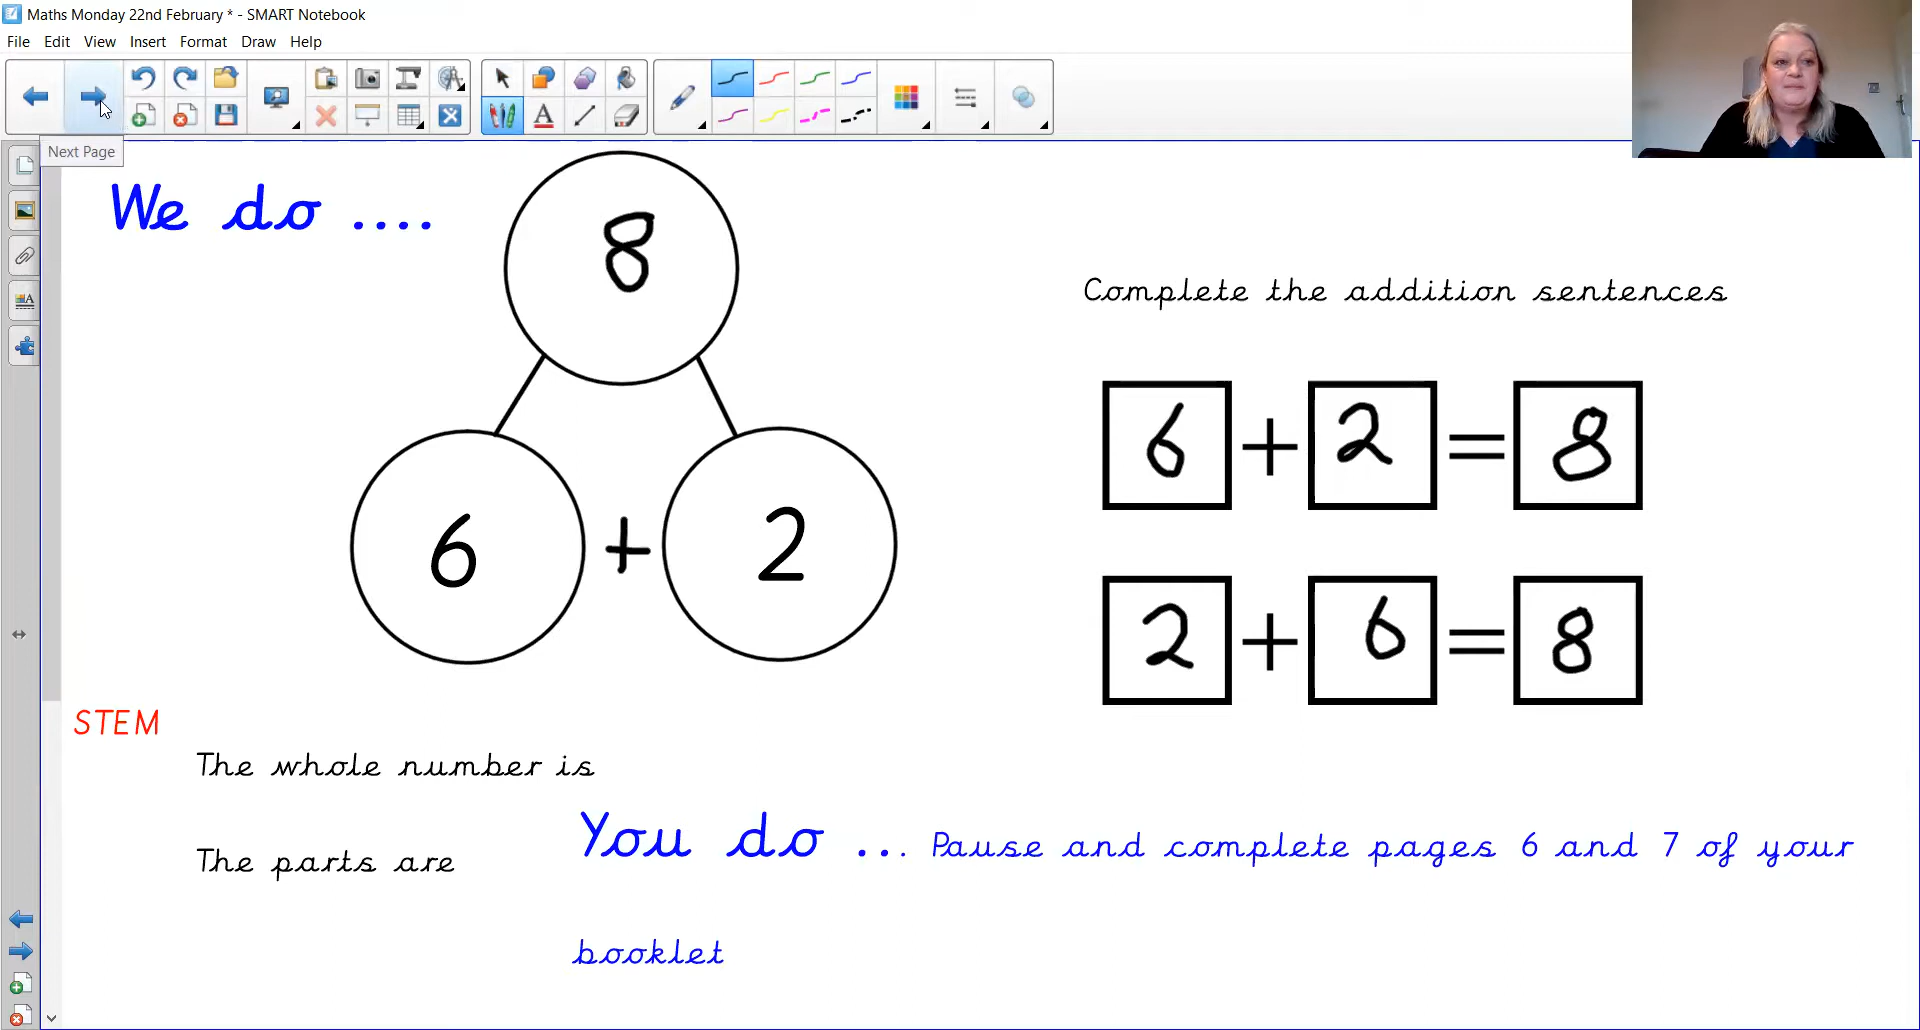 Maths Monday 22nd February * - SMART Notebook
File Edit View Insert Format Draw Help
Next Page
We do ....
8
6 + 2
Complete the addition sentences
6 + 2 = 8
2 + 6 = 8
STEM
The whole number is
The parts are
You do ... Pause and complete pages 6 and 7 of your
booklet